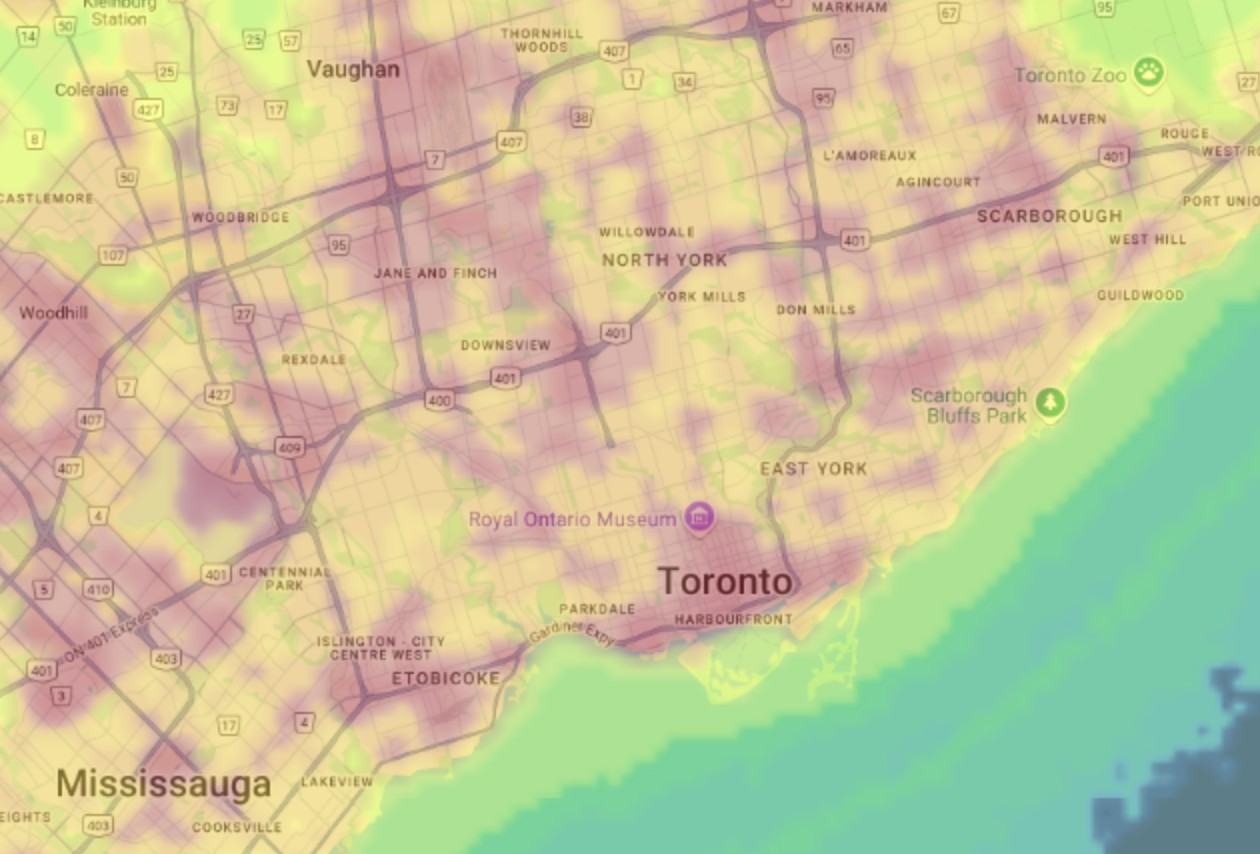 Kleinburg
Station
50
14
25
57
THORNHILL
WOODS
407
MARKHAM
67
95
65
Vaughan
25
1
34
Toronto Zoo
27
Coleraine
427
73
17
95
38
MALVERN
8
407
ROUGE
7
L'AMOREAUX
401
WEST RO
50
AGINCOURT
CASTLEMORE
PORT UNIO
WOODBRIDGE
SCARBOROUGH
WILLOWDALE
95
401
WEST HILL
107
NORTH YORK
JANE AND FINCH
YORK MILLS
GUILDWOOD
Woodhill
27
DON MILLS
401
DOWNSVIEW
REXDALE
401
7
427
400
Scarborough
Bluffs Park
407
409
407
EAST YORK
4
Royal Ontario Museum
401
CENTENNIAL
PARK
5
410
Toronto
PARKDALE
HARBOURFRONT
Gardiner Expy
ON 401 Express
ISLINGTON - CITY
CENTRE WEST
403
401
ETOBICOKE
3
17
4
Mississauga
LAKEVIEW
EIGHTS
403
COOKSVILLE